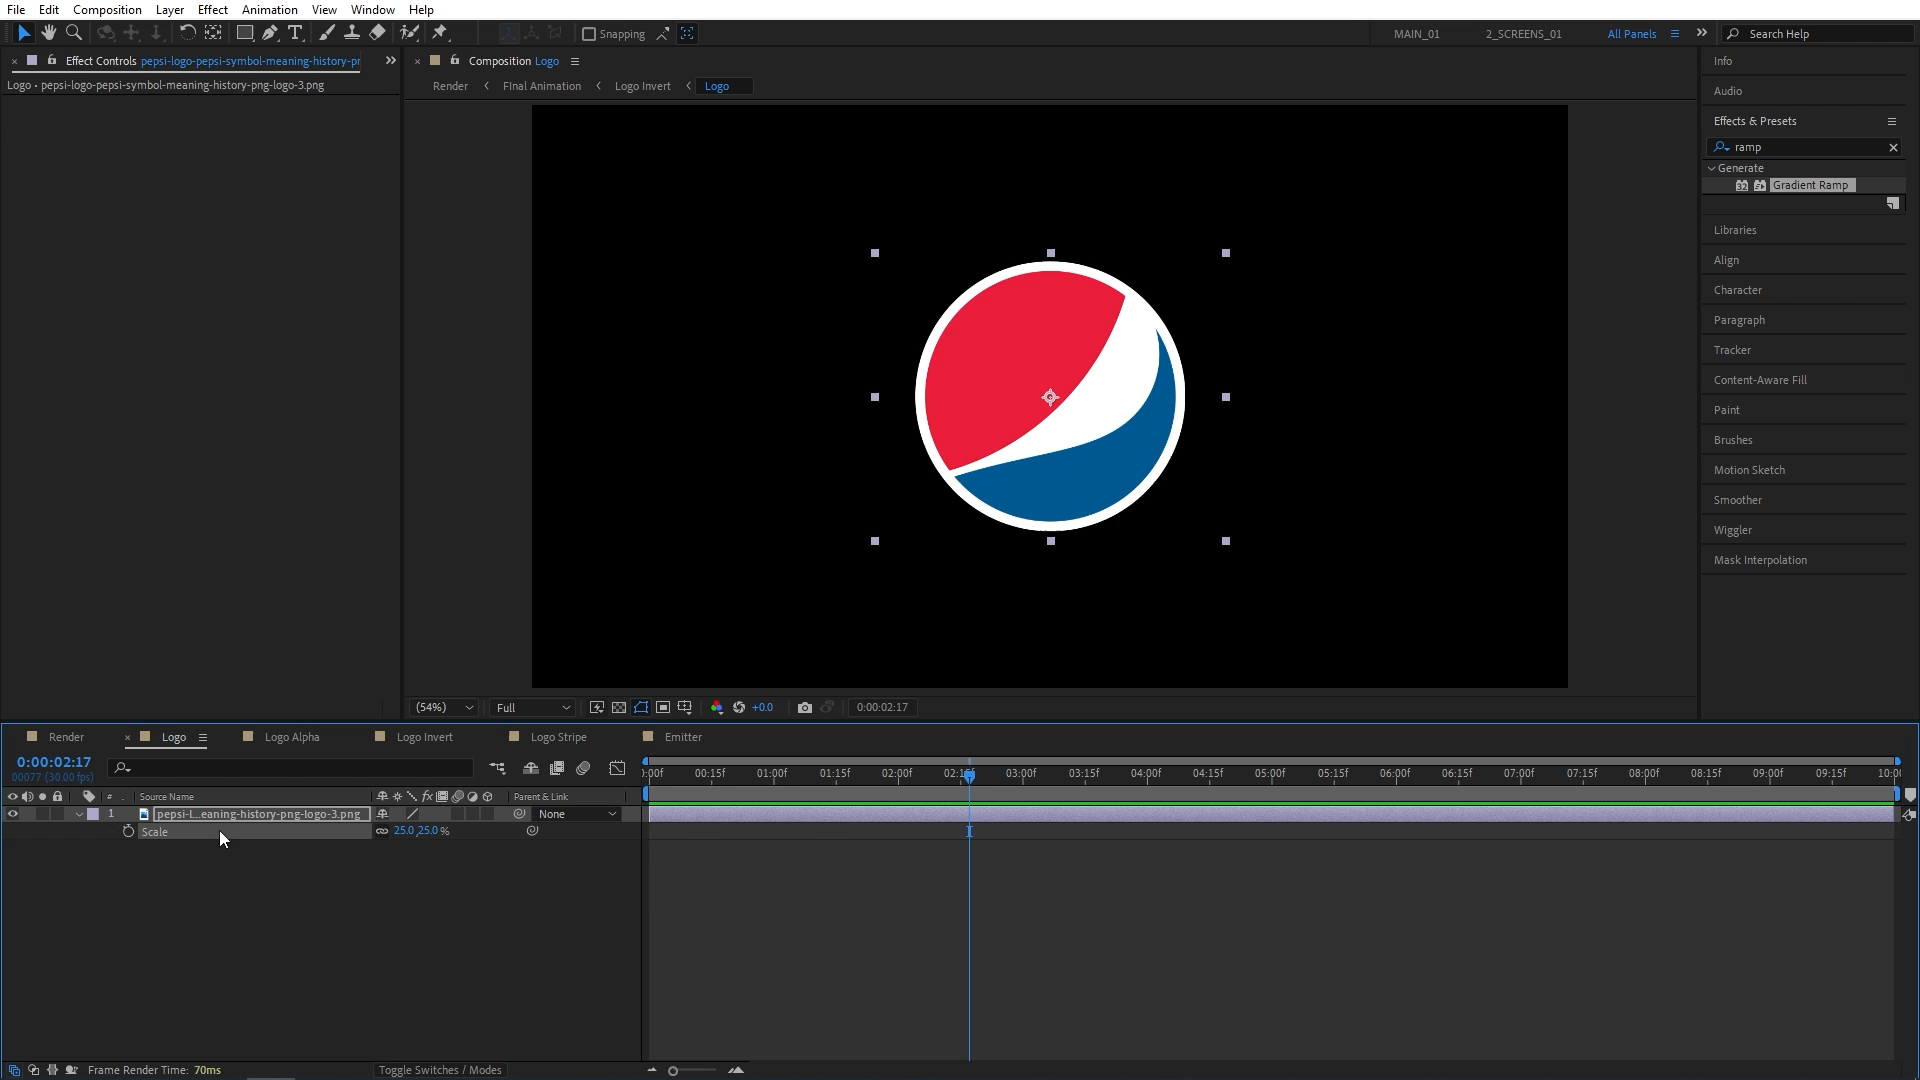 File Edit Composition Layer Effect Animation View Window Help
Snapping MAIN_01 2_SCREENS_01 All Panels Search Help
Effect Controls pepsi-logo-pepsi-symbol-meaning-history-pr
Logo • pepsi-logo-pepsi-symbol-meaning-history-png-logo-3.png
Composition Logo
Render FInal Animation Logo Invert Logo
Info
Audio
Effects & Presets
ramp
Generate
32 Gradient Ramp
Libraries
Align
Character
Paragraph
Tracker
Content-Aware Fill
Paint
Brushes
Motion Sketch
Smoother
Wiggler
Mask Interpolation
(54%) Full +0.0 0:00:02:17
Render Logo Logo Alpha Logo Invert Logo Stripe Emitter
0:00:02:17
00077 (30.00 fps)
:00f 00:15f 01:00f 01:15f 02:00f 02:15f 03:00f 03:15f 04:00f 04:15f 05:00f 05:15f 06:00f 06:15f 07:00f 07:15f 08:00f 08:15f 09:00f 09:15f 10:0
# . Source Name fx Parent & Link
1 pepsi-l...eaning-history-png-logo-3.png None
Scale 25.0,25.0 %
Frame Render Time: 70ms Toggle Switches / Modes